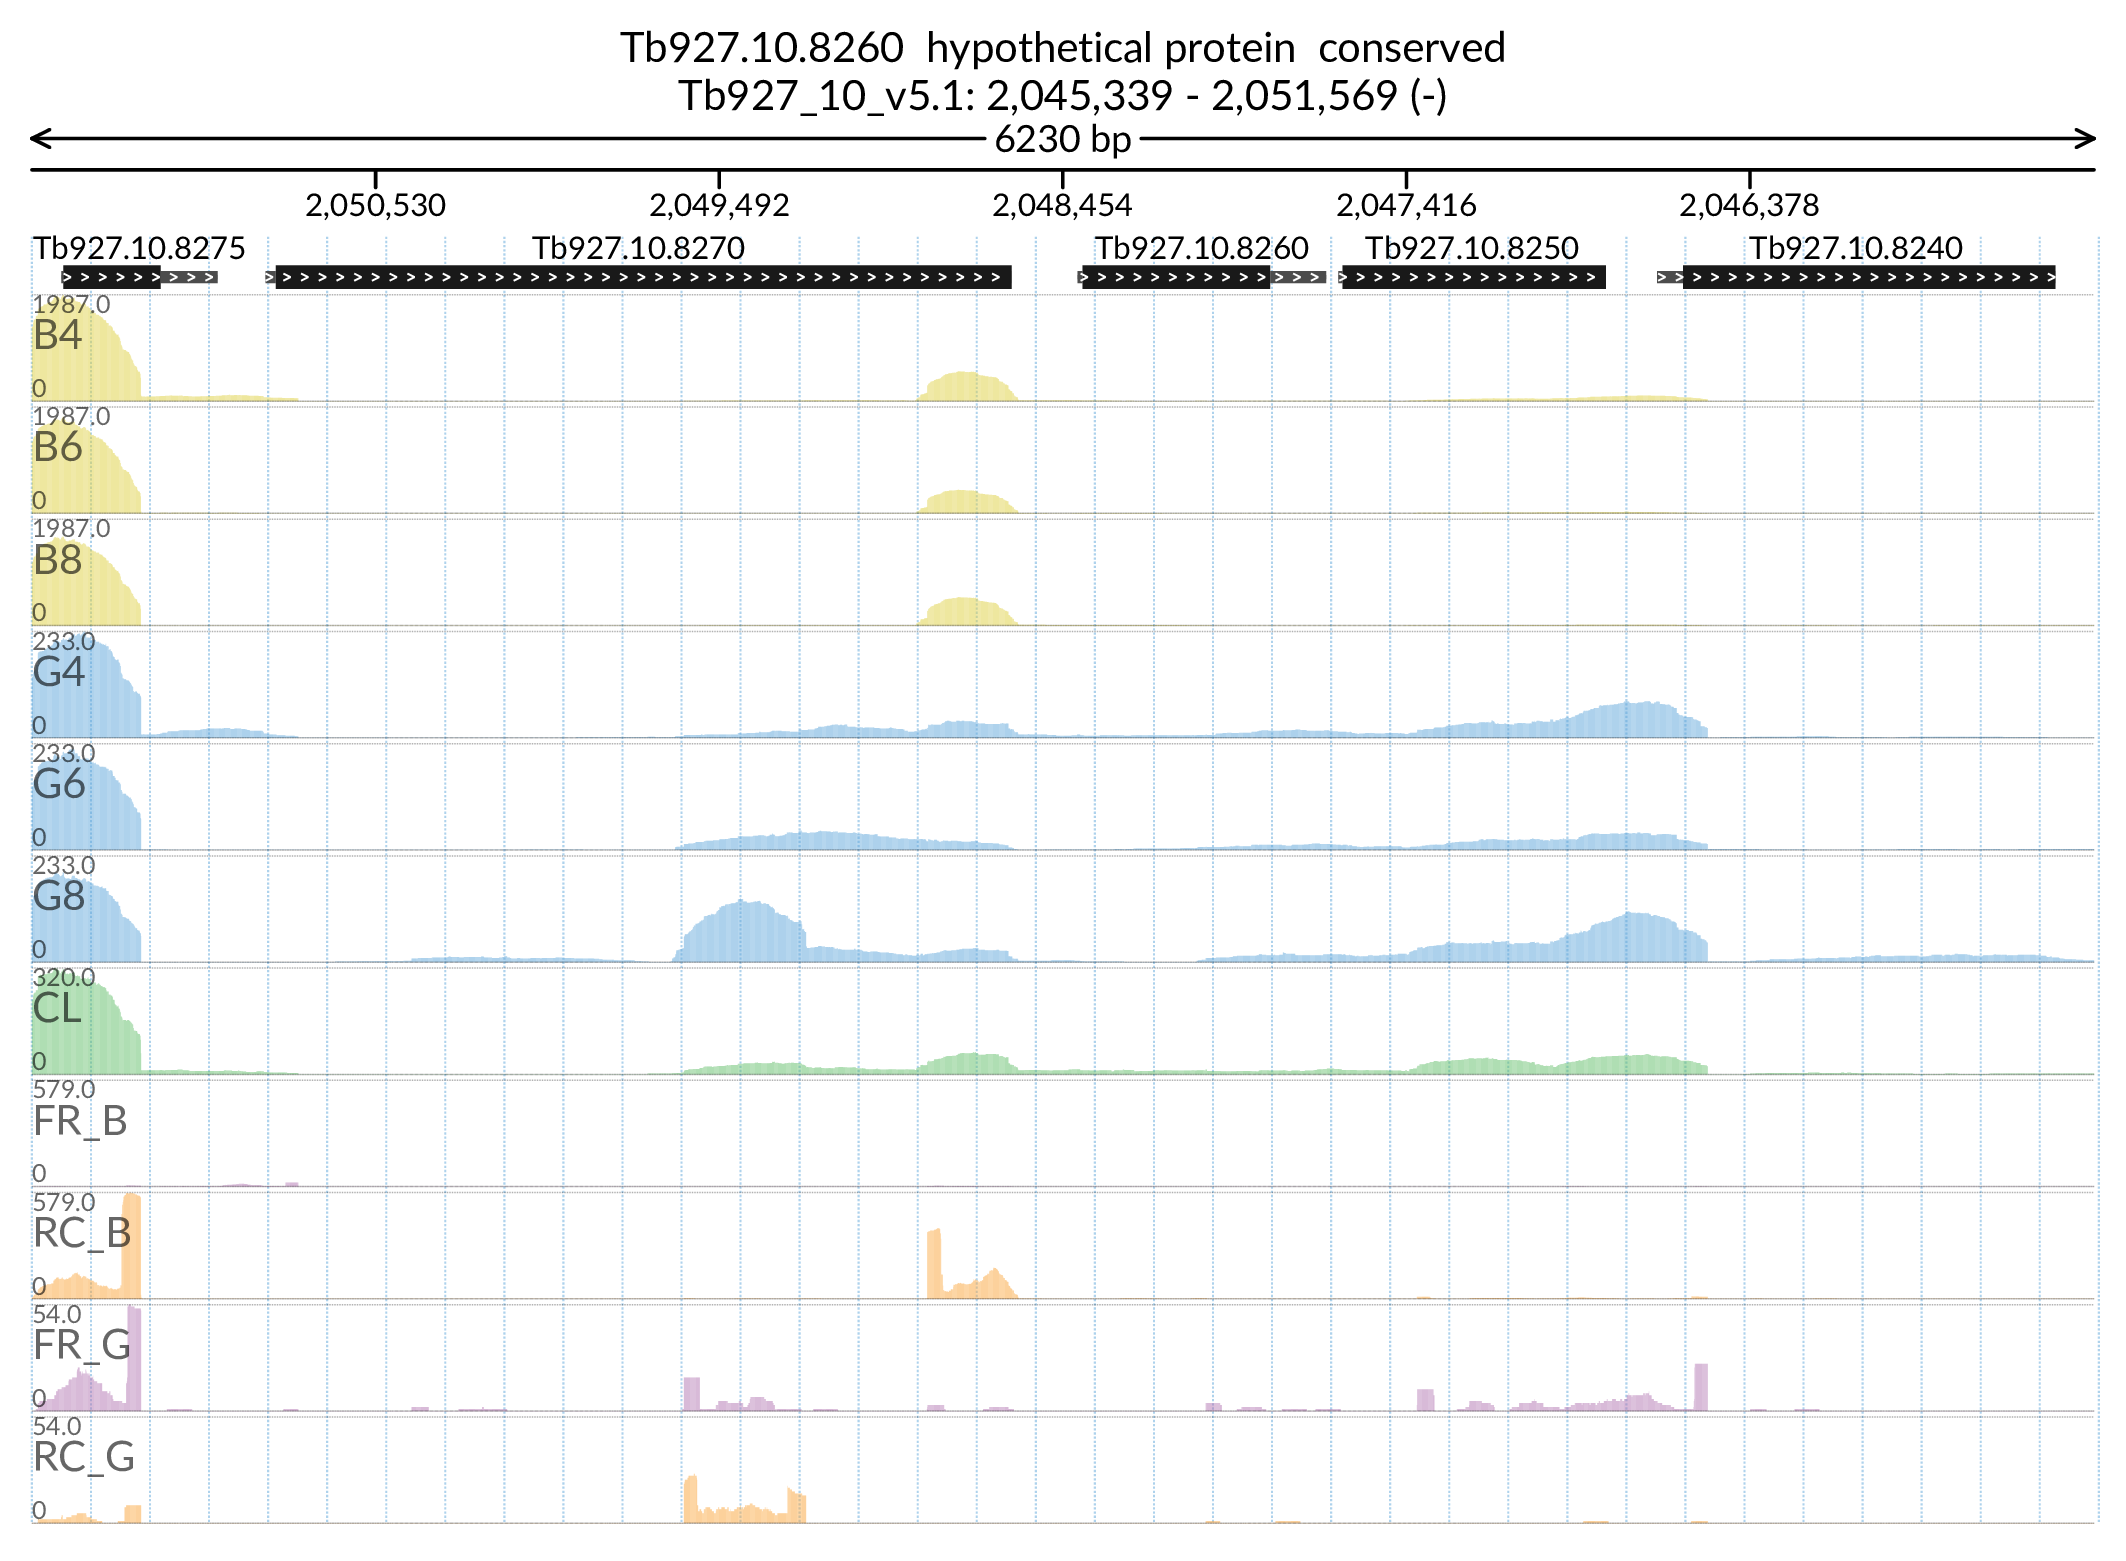 Tb927.10.8260  hypothetical protein  conserved
Tb927_10_v5.1: 2,045,339 - 2,051,569 (-)
6230 bp
2,050,530 2,049,492 2,048,454 2,047,416 2,046,378
Tb927.10.8275 Tb927.10.8270 Tb927.10.8260 Tb927.10.8250 Tb927.10.8240
1987.0
B4
0
1987.0
B6
0
1987.0
B8
0
233.0
G4
0
233.0
G6
0
233.0
G8
0
320.0
CL
0
579.0
FR_B
0
579.0
RC_B
0
54.0
FR_G
0
54.0
RC_G
0